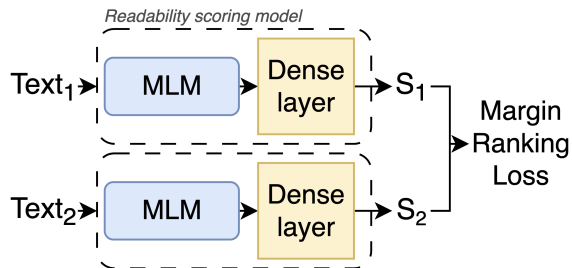 Readability scoring model
Text1
MLM
Dense
layer
S1
Text2
MLM
Dense
layer
S2
Margin
Ranking
Loss